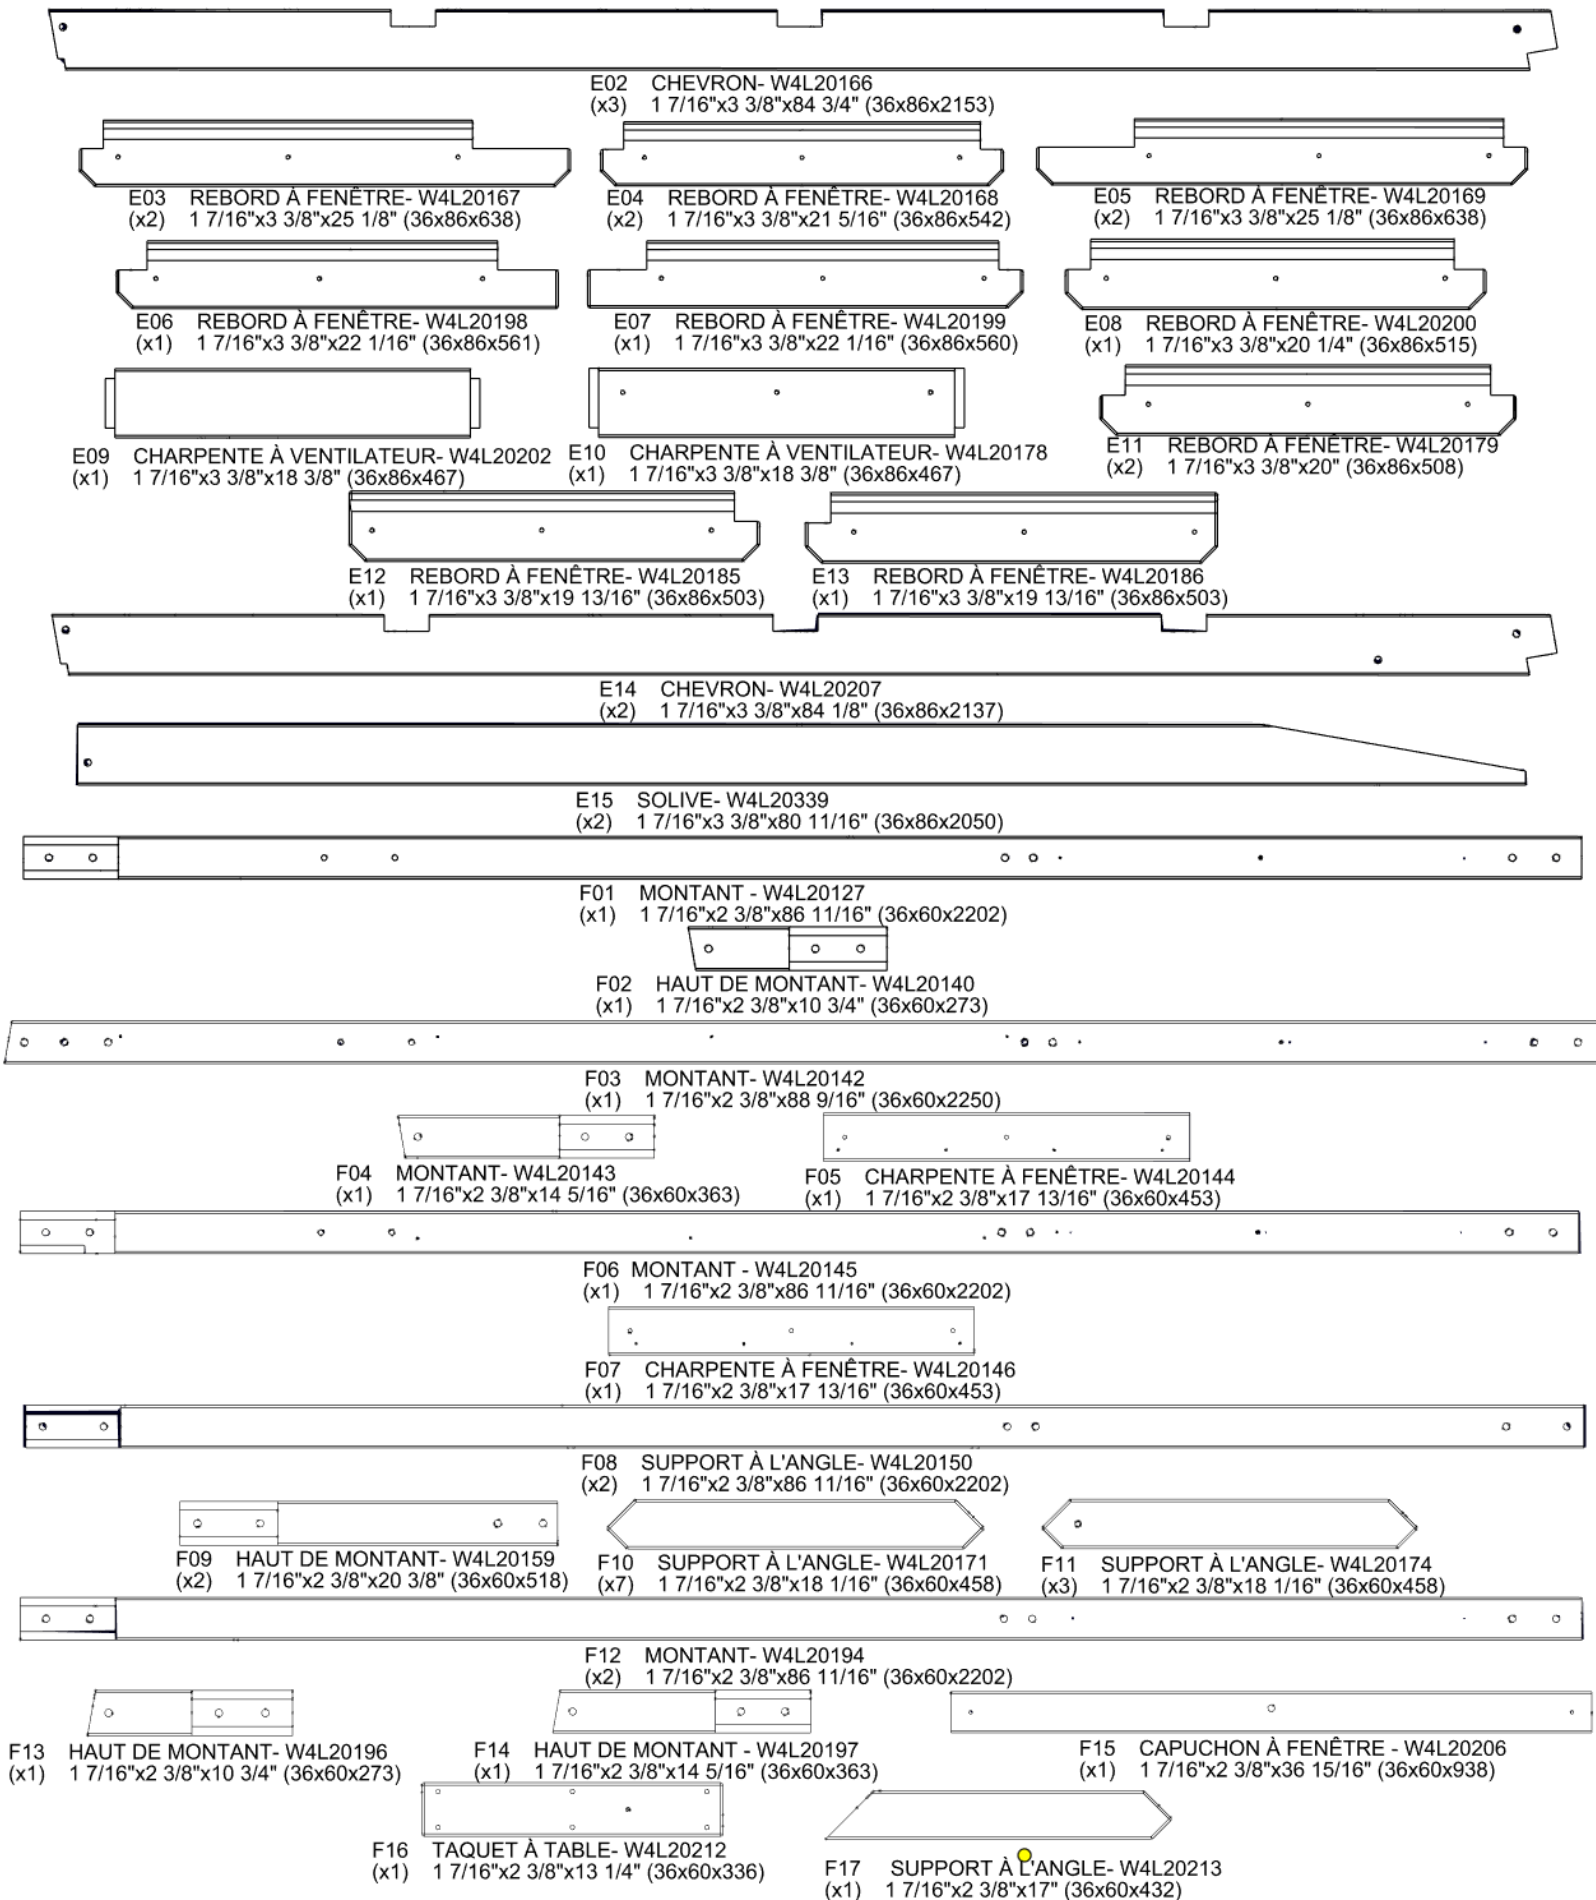 E02 CHEVRON- W4L20166
(x3) 1 7/16"x3 3/8"x84 3/4" (36x86x2153)
E03 REBORD À FENÊTRE- W4L20167
(x2) 1 7/16"x3 3/8"x25 1/8" (36x86x638)
E04 REBORD À FENÊTRE- W4L20168
(x2) 1 7/16"x3 3/8"x21 5/16" (36x86x542)
E05 REBORD À FENÊTRE- W4L20169
(x2) 1 7/16"x3 3/8"x25 1/8" (36x86x638)
E06 REBORD À FENÊTRE- W4L20198
(x1) 1 7/16"x3 3/8"x22 1/16" (36x86x561)
E07 REBORD À FENÊTRE- W4L20199
(x1) 1 7/16"x3 3/8"x22 1/16" (36x86x560)
E08 REBORD À FENÊTRE- W4L20200
(x1) 1 7/16"x3 3/8"x20 1/4" (36x86x515)
E09 CHARPENTE À VENTILATEUR- W4L20202
(x1) 1 7/16"x3 3/8"x18 3/8" (36x86x467)
E10 CHARPENTE À VENTILATEUR- W4L20178
(x1) 1 7/16"x3 3/8"x18 3/8" (36x86x467)
E11 REBORD À FENÊTRE- W4L20179
(x2) 1 7/16"x3 3/8"x20" (36x86x508)
E12 REBORD À FENÊTRE- W4L20185
(x1) 1 7/16"x3 3/8"x19 13/16" (36x86x503)
E13 REBORD À FENÊTRE- W4L20186
(x1) 1 7/16"x3 3/8"x19 13/16" (36x86x503)
E14 CHEVRON- W4L20207
(x2) 1 7/16"x3 3/8"x84 1/8" (36x86x2137)
E15 SOLIVE- W4L20339
(x2) 1 7/16"x3 3/8"x80 11/16" (36x86x2050)
F01 MONTANT - W4L20127
(x1) 1 7/16"x2 3/8"x86 11/16" (36x60x2202)
F02 HAUT DE MONTANT- W4L20140
(x1) 1 7/16"x2 3/8"x10 3/4" (36x60x273)
F03 MONTANT- W4L20142
(x1) 1 7/16"x2 3/8"x88 9/16" (36x60x2250)
F04 MONTANT- W4L20143
(x1) 1 7/16"x2 3/8"x14 5/16" (36x60x363)
F05 CHARPENTE À FENÊTRE- W4L20144
(x1) 1 7/16"x2 3/8"x17 13/16" (36x60x453)
F06 MONTANT - W4L20145
(x1) 1 7/16"x2 3/8"x86 11/16" (36x60x2202)
F07 CHARPENTE À FENÊTRE- W4L20146
(x1) 1 7/16"x2 3/8"x17 13/16" (36x60x453)
F08 SUPPORT À L'ANGLE- W4L20150
(x2) 1 7/16"x2 3/8"x86 11/16" (36x60x2202)
F09 HAUT DE MONTANT- W4L20159
(x2) 1 7/16"x2 3/8"x20 3/8" (36x60x518)
F10 SUPPORT À L'ANGLE- W4L20171
(x7) 1 7/16"x2 3/8"x18 1/16" (36x60x458)
F11 SUPPORT À L'ANGLE- W4L20174
(x3) 1 7/16"x2 3/8"x18 1/16" (36x60x458)
F12 MONTANT- W4L20194
(x2) 1 7/16"x2 3/8"x86 11/16" (36x60x2202)
F13 HAUT DE MONTANT- W4L20196
(x1) 1 7/16"x2 3/8"x10 3/4" (36x60x273)
F14 HAUT DE MONTANT - W4L20197
(x1) 1 7/16"x2 3/8"x14 5/16" (36x60x363)
F15 CAPUCHON À FENÊTRE - W4L20206
(x1) 1 7/16"x2 3/8"x36 15/16" (36x60x938)
F16 TAQUET À TABLE- W4L20212
(x1) 1 7/16"x2 3/8"x13 1/4" (36x60x336)
F17 SUPPORT À L'ANGLE- W4L20213
(x1) 1 7/16"x2 3/8"x17" (36x60x432)